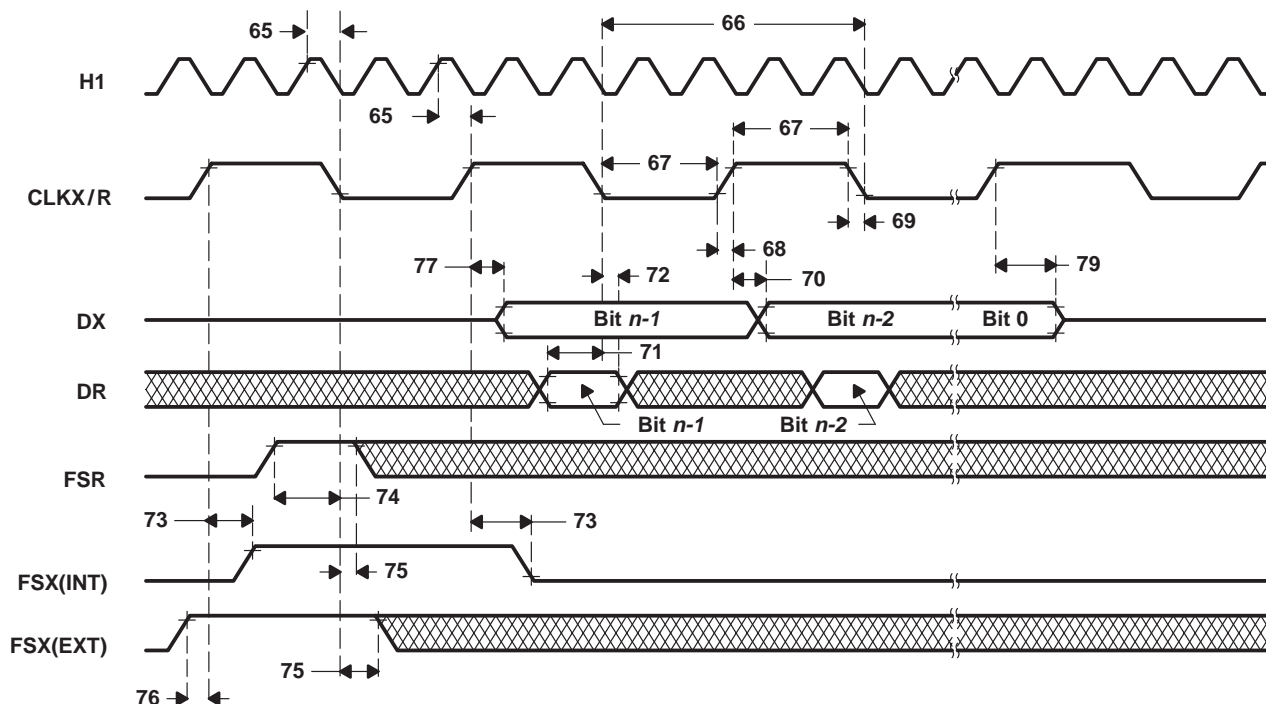 65
66
H1
65
67
67
CLKX/R
69
68
77
72
70
79
DX
Bit n-1
Bit n-2
Bit 0
71
DR
Bit n-1
Bit n-2
FSR
74
73
73
FSX(INT)
75
FSX(EXT)
75
76